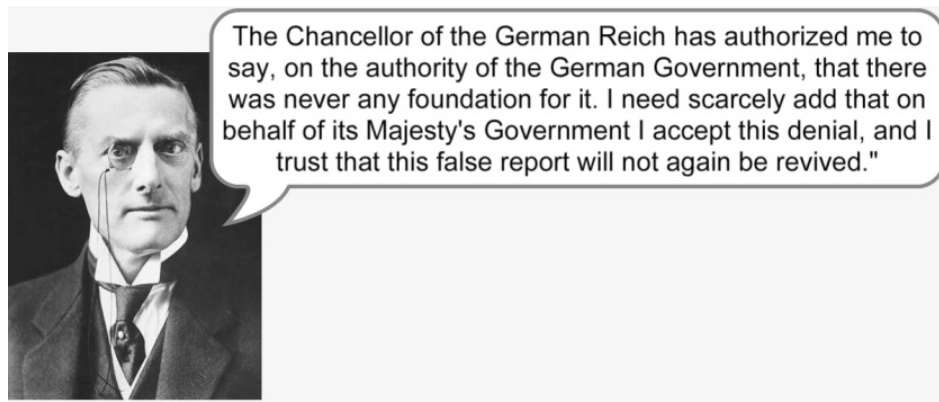 The Chancellor of the German Reich has authorized me to
say, on the authority of the German Government, that there
was never any foundation for it. I need scarcely add that on
behalf of its Majesty's Government I accept this denial, and I
trust that this false report will not again be revived."